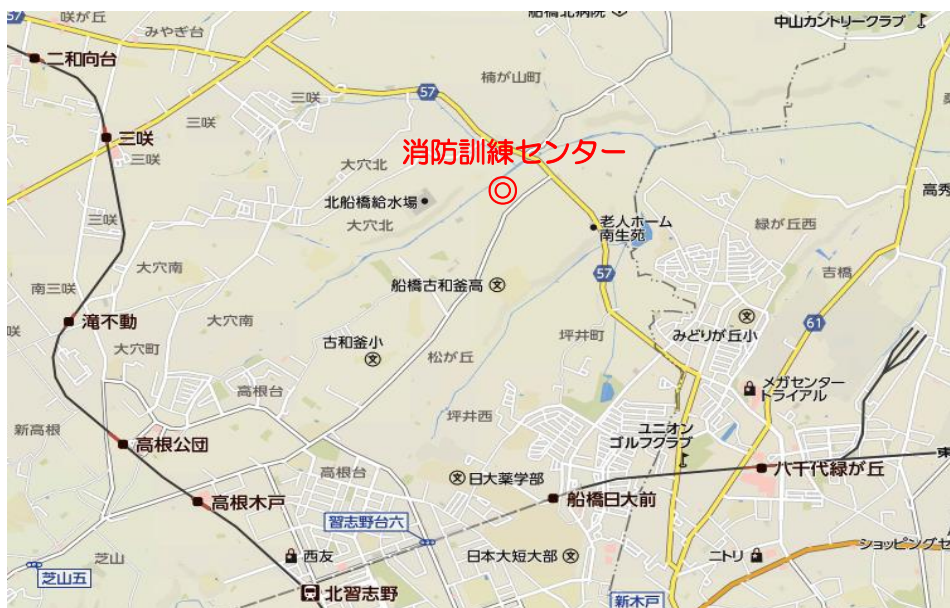 57
咲が丘
船橋北病院
中山カントリークラブ
みやぎ台
二和向台
楠が山町
57
三咲
三咲
三咲
三咲
大穴北
消防訓練センター
高秀
北船橋給水場
三咲
大穴北
老人ホーム
南生苑
緑が丘西
大穴南
57
吉橋
南三咲
船橋古和釜高
滝不動
大穴南
61
咲
古和釜小
坪井町
みどりが丘小
大穴町
松が丘
高根台
メガセンター
トライアル
坪井西
新高根
高根公団
ユニオン
ゴルフクラブ
東
高根台
日大薬学部
八千代緑が丘
高根木戸
船橋日大前
習志野台六
芝山
西友
日本大短大部
ニトリ
ショッピングセ
芝山五
北習志野
新木戸